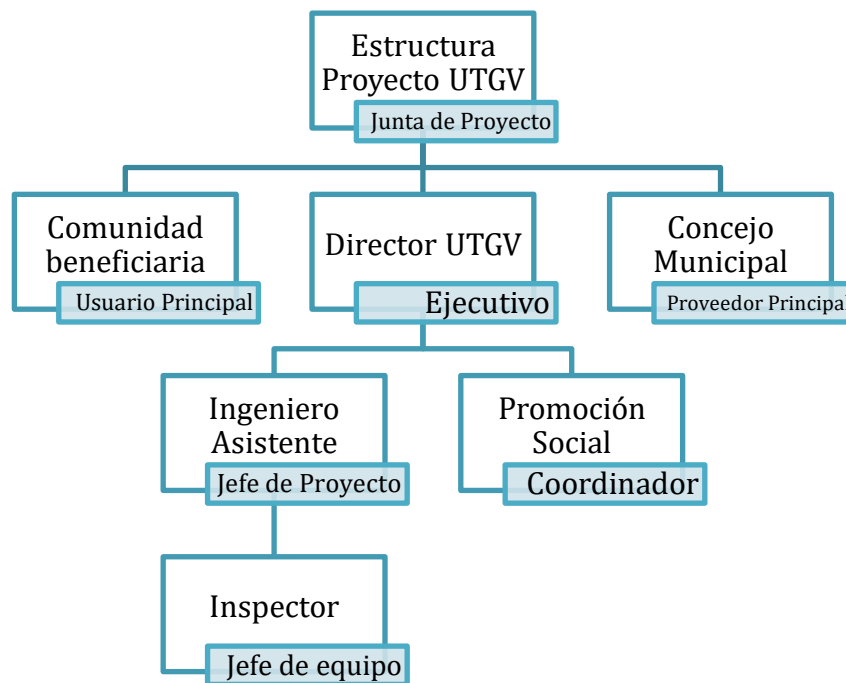 Estructura
Proyecto UTGV
Junta de Proyecto
Comunidad
beneficiaria
Usuario Principal
Director UTGV
Ejecutivo
Concejo
Municipal
Proveedor Principal
Ingeniero
Asistente
Jefe de Proyecto
Promoción
Social
Coordinador
Inspector
Jefe de equipo